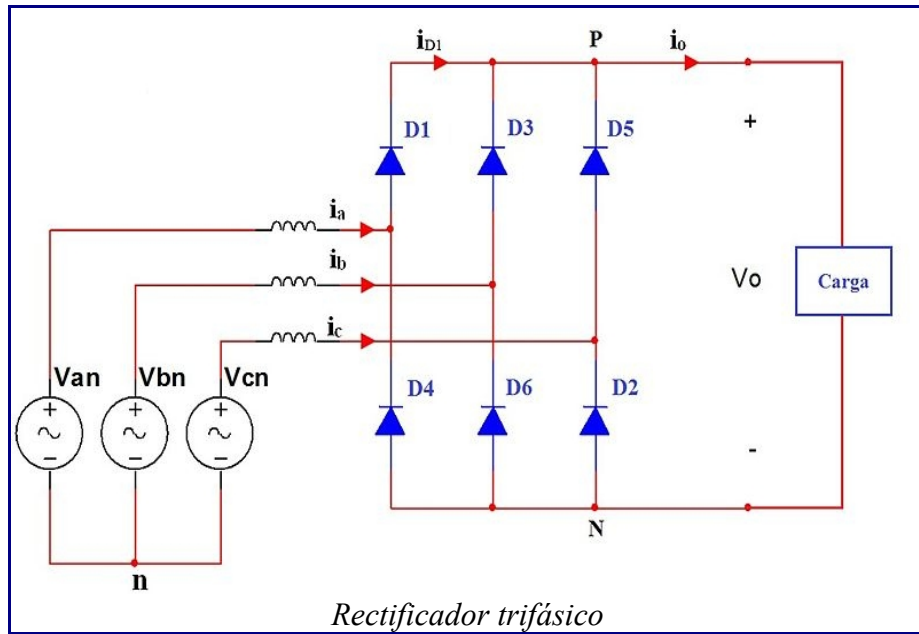 iD1
P
io
D1
D3
D5
+
ia
ib
ic
Vo
Carga
Van
Vbn
Vcn
D4
D6
D2
+
+
+
-
-
-
-
N
n
Rectificador trifásico